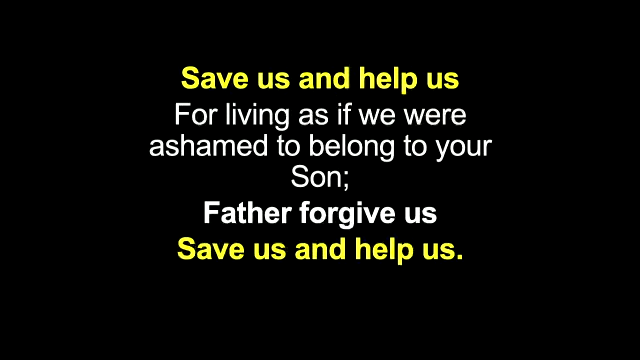 Save us and help us
For living as if we were
ashamed to belong to your
Son;
Father forgive us
Save us and help us.